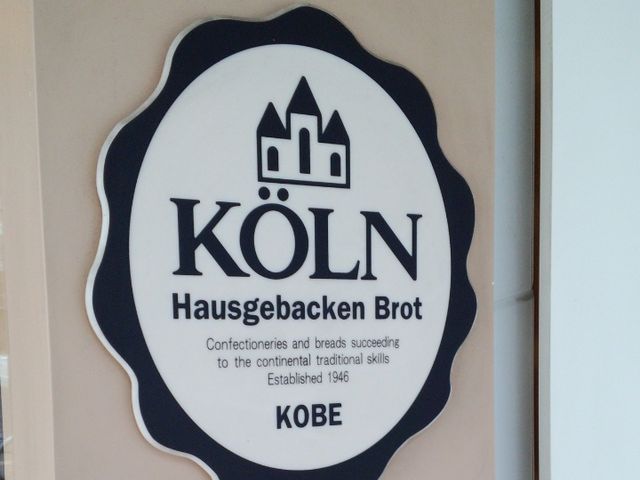 KÖLN
Hausgebacken Brot
Confectioneries and breads succeeding
to the continental traditional skills
Established 1946
KOBE